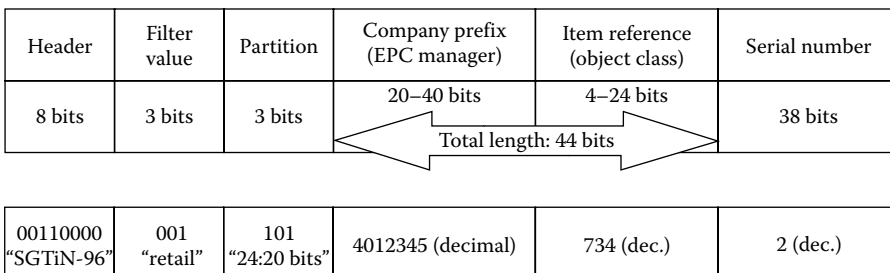 Header
Filter
value
Partition
Company prefix
(EPC manager)
Item reference
(object class)
Serial number
8 bits
3 bits
3 bits
20–40 bits
4–24 bits
Total length: 44 bits
38 bits
00110000
“SGTiN-96”
001
“retail”
101
“24:20 bits”
4012345 (decimal)
734 (dec.)
2 (dec.)